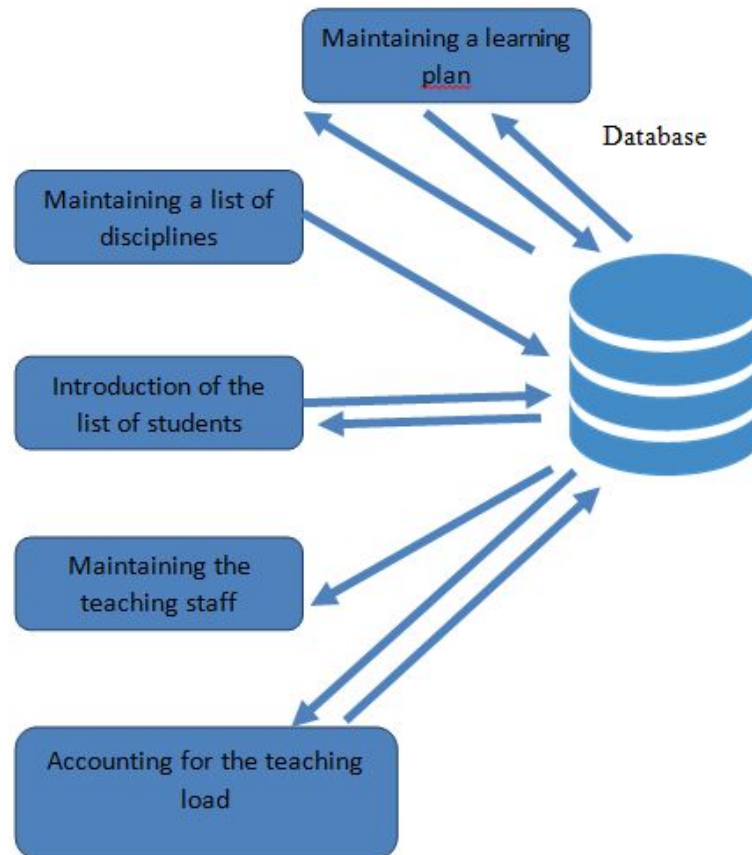 Maintaining a learning
plan
Database
Maintaining a list of
disciplines
Introduction of the
list of students
Maintaining the
teaching staff
Accounting for the teaching
load